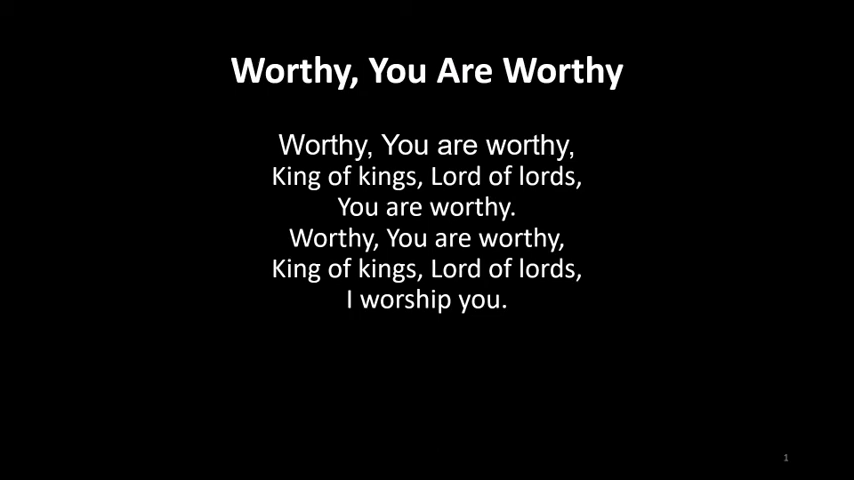 Worthy, You Are Worthy
Worthy, You are worthy,
King of kings, Lord of lords,
You are worthy.
Worthy, You are worthy,
King of kings, Lord of lords,
I worship you.
1